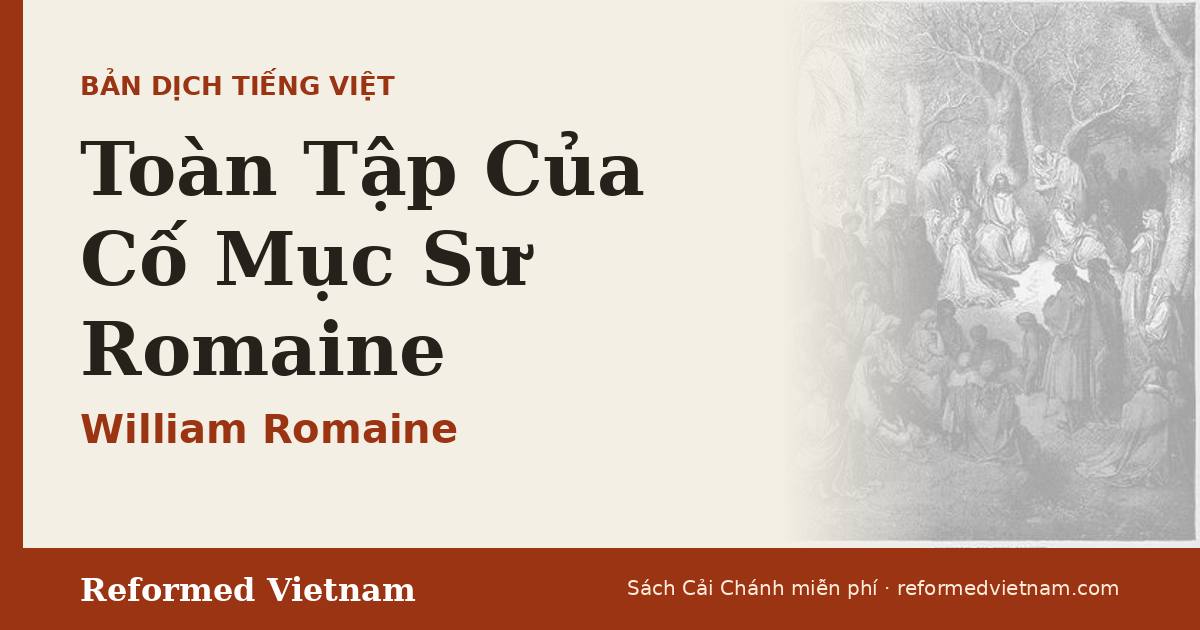 BẢN DỊCH TIẾNG VIỆT
Toàn Tập Của
Cố Mục Sư
Romaine
William Romaine
Reformed Vietnam
Sách Cải Chánh miễn phí · reformedvietnam.com